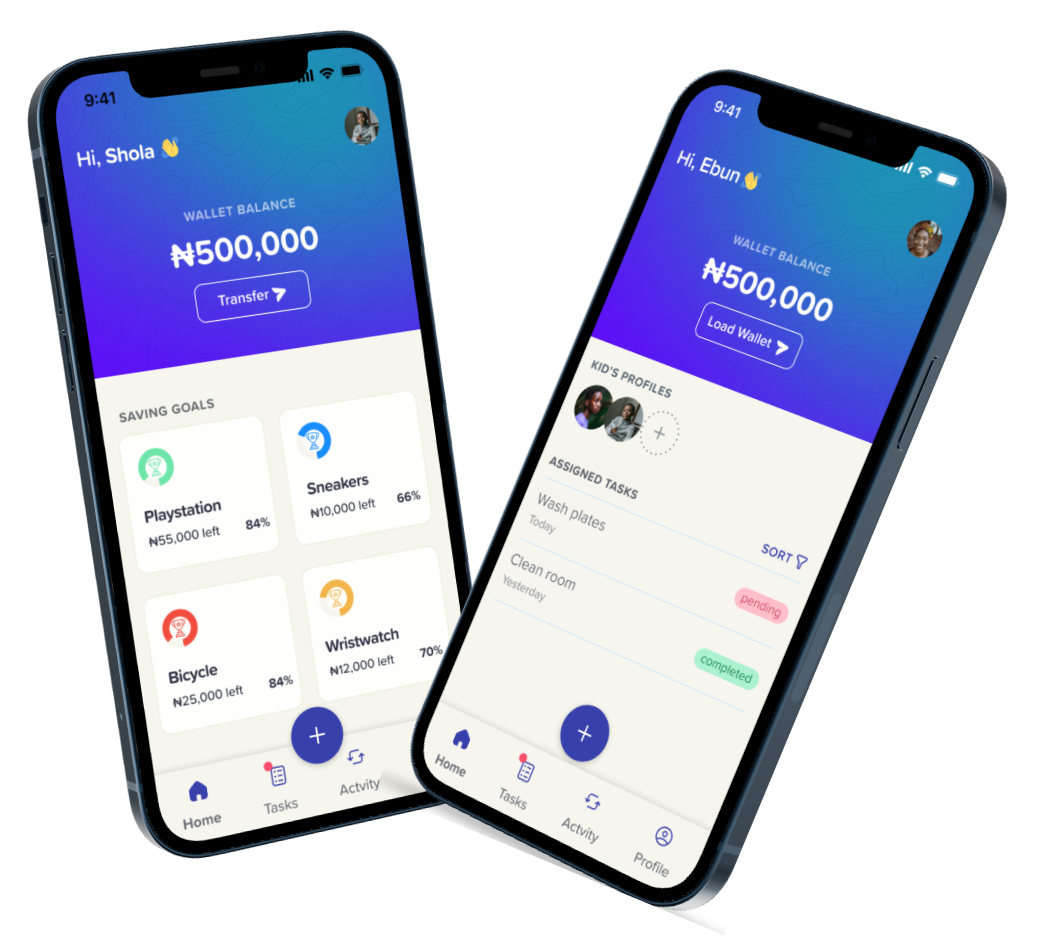 9:41
Hi, Shola 👋
WALLET BALANCE
₦500,000
Transfer
SAVING GOALS
Playstation
₦55,000 left 84%
Sneakers
₦10,000 left 66%
Bicycle
₦25,000 left 84%
Wristwatch
₦12,000 left 70%
+
Home
Tasks
Actvity
9:41
Hi, Ebun 👋
WALLET BALANCE
₦500,000
Load Wallet
KID'S PROFILES
+
ASSIGNED TASKS
SORT
Wash plates
Today
pending
Clean room
Yesterday
completed
+
Home
Tasks
Actvity
Profile